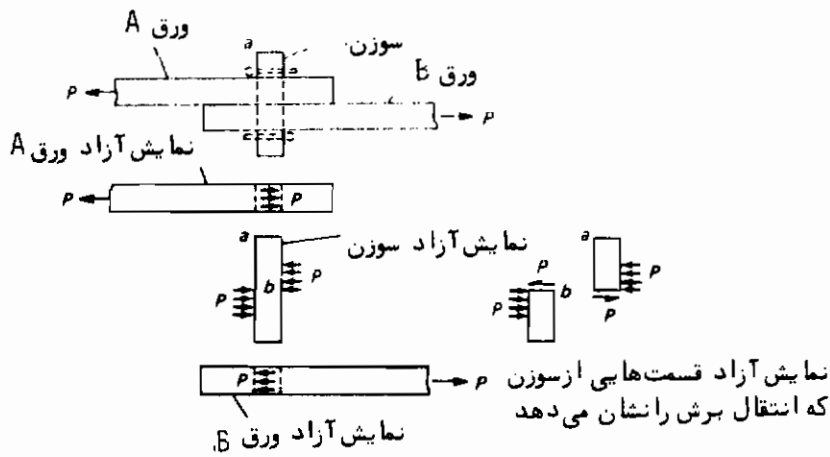 ورق A
a
سوزن
ورق B
P
P
نمایش آزاد ورق A
P
P
a
نمایش آزاد سوزن
b
P
P
a
P
P
b
P
P
P
P
نمایش آزاد قسمت‌هایی از سوزن
که انتقال برش را نشان می‌دهد
نمایش آزاد ورق B.